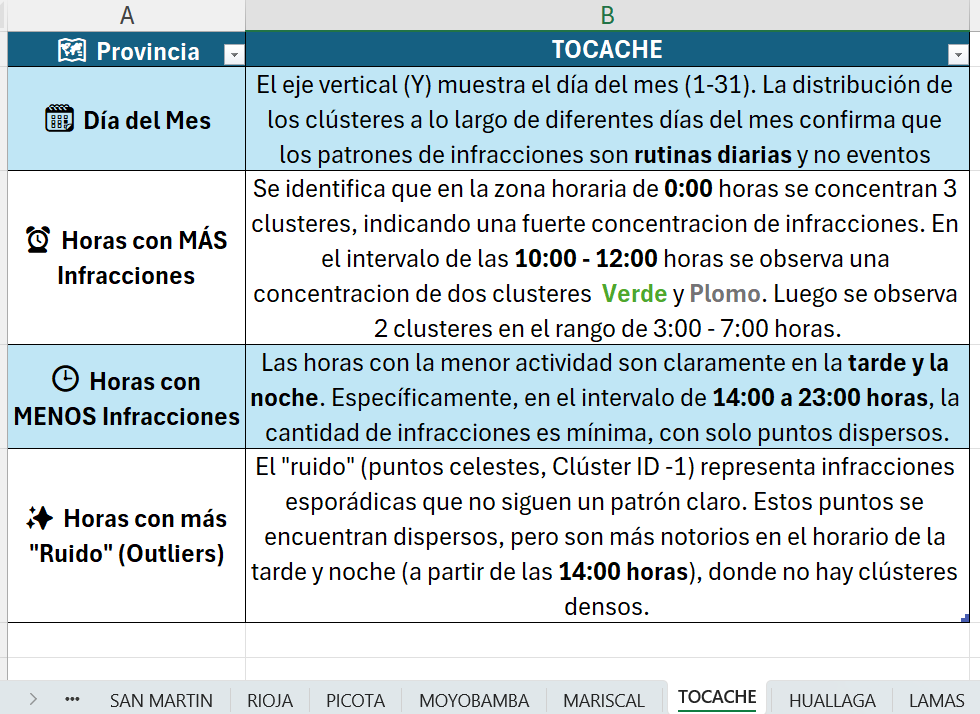 A
B
Provincia
TOCACHE
Día del Mes
El eje vertical (Y) muestra el día del mes (1-31). La distribución de
los clústeres a lo largo de diferentes días del mes confirma que
los patrones de infracciones son rutinas diarias y no eventos
Horas con MÁS
Infracciones
Se identifica que en la zona horaria de 0:00 horas se concentran 3
clusteres, indicando una fuerte concentracion de infracciones. En
el intervalo de las 10:00 - 12:00 horas se observa una
concentracion de dos clusteres Verde y Plomo. Luego se observa
2 clusteres en el rango de 3:00 - 7:00 horas.
Horas con
MENOS Infracciones
Las horas con la menor actividad son claramente en la tarde y la
noche. Específicamente, en el intervalo de 14:00 a 23:00 horas, la
cantidad de infracciones es mínima, con solo puntos dispersos.
Horas con más
"Ruido" (Outliers)
El "ruido" (puntos celestes, Clúster ID -1) representa infracciones
esporádicas que no siguen un patrón claro. Estos puntos se
encuentran dispersos, pero son más notorios en el horario de la
tarde y noche (a partir de las 14:00 horas), donde no hay clústeres
densos.
SAN MARTIN
RIOJA
PICOTA
MOYOBAMBA
MARISCAL
TOCACHE
HUALLAGA
LAMAS